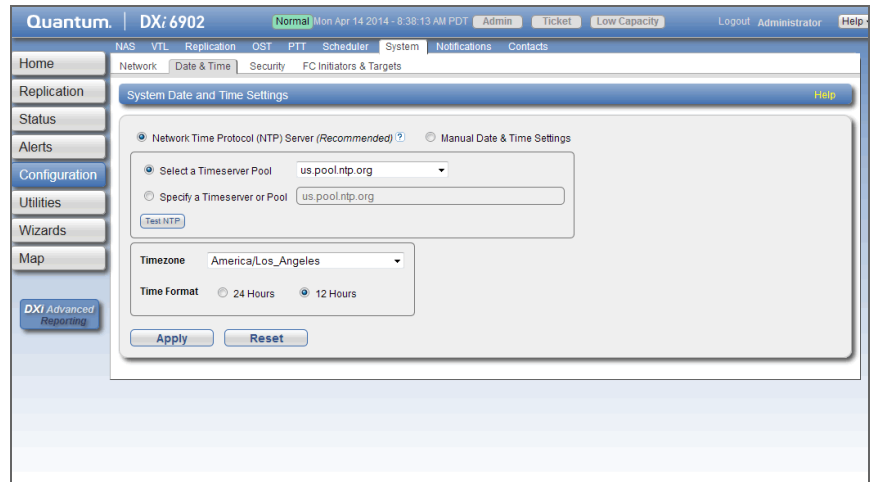 Quantum. DXi 6902 Normal Mon Apr 14 2014 - 8:38:13 AM PDT Admin Ticket Low Capacity Logout Administrator Help
NAS VTL Replication OST PTT Scheduler System Notifications Contacts
Network Date & Time Security FC Initiators & Targets
Home
Replication
Status
Alerts
Configuration
Utilities
Wizards
Map
DXi Advanced
Reporting
System Date and Time Settings Help
Network Time Protocol (NTP) Server (Recommended) ? Manual Date & Time Settings
Select a Timeserver Pool us.pool.ntp.org
Specify a Timeserver or Pool us.pool.ntp.org
Test NTP
Timezone America/Los_Angeles
Time Format 24 Hours 12 Hours
Apply Reset